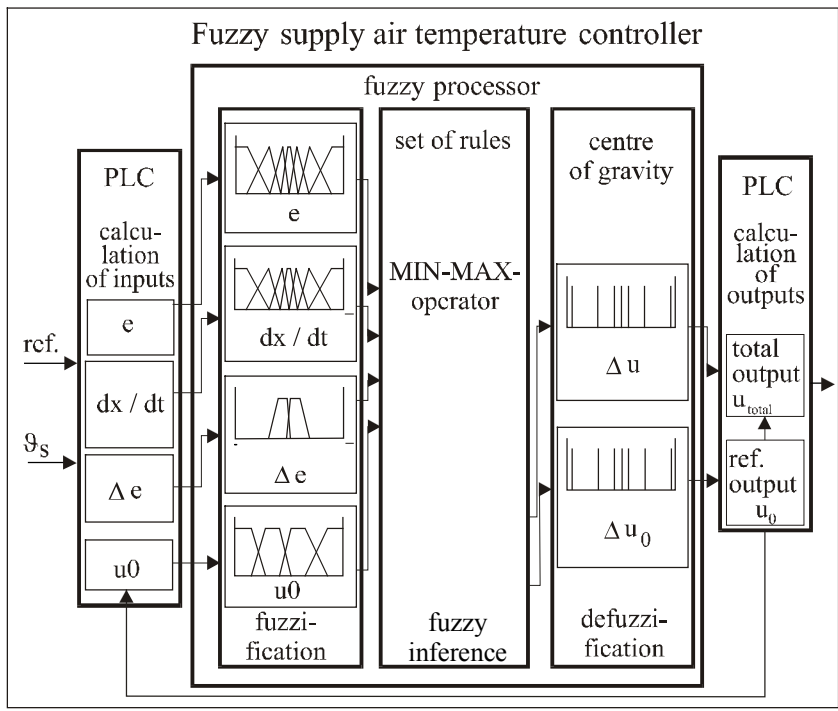 Fuzzy supply air temperature controller
fuzzy processor
PLC
calcu-
lation
of inputs
ref.
ϑs
e
dx / dt
Δ e
u0
e
dx / dt
Δ e
u0
fuzzi-
fication
set of rules
MIN-MAX-
operator
fuzzy
inference
centre
of gravity
Δ u
Δ u0
defuzzi-
fication
PLC
calcu-
lation
of
outputs
total
output
utotal
ref.
output
u0